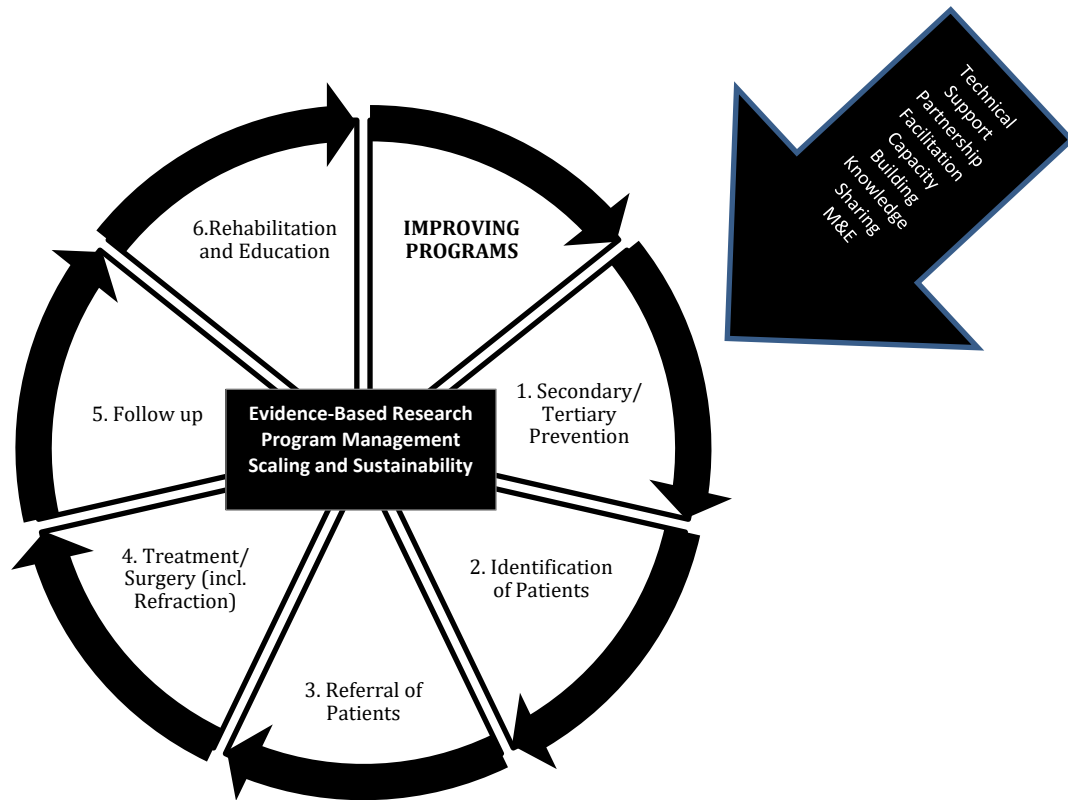 Technical
Support
Partnership
Facilitation
Capacity
Building
Knowledge
Sharing
M&E
6.Rehabilitation
and Education
IMPROVING
PROGRAMS
5. Follow up
Evidence-Based Research
Program Management
Scaling and Sustainability
1. Secondary/
Tertiary
Prevention
4. Treatment/
Surgery (incl.
Refraction)
2. Identification
of Patients
3. Referral of
Patients